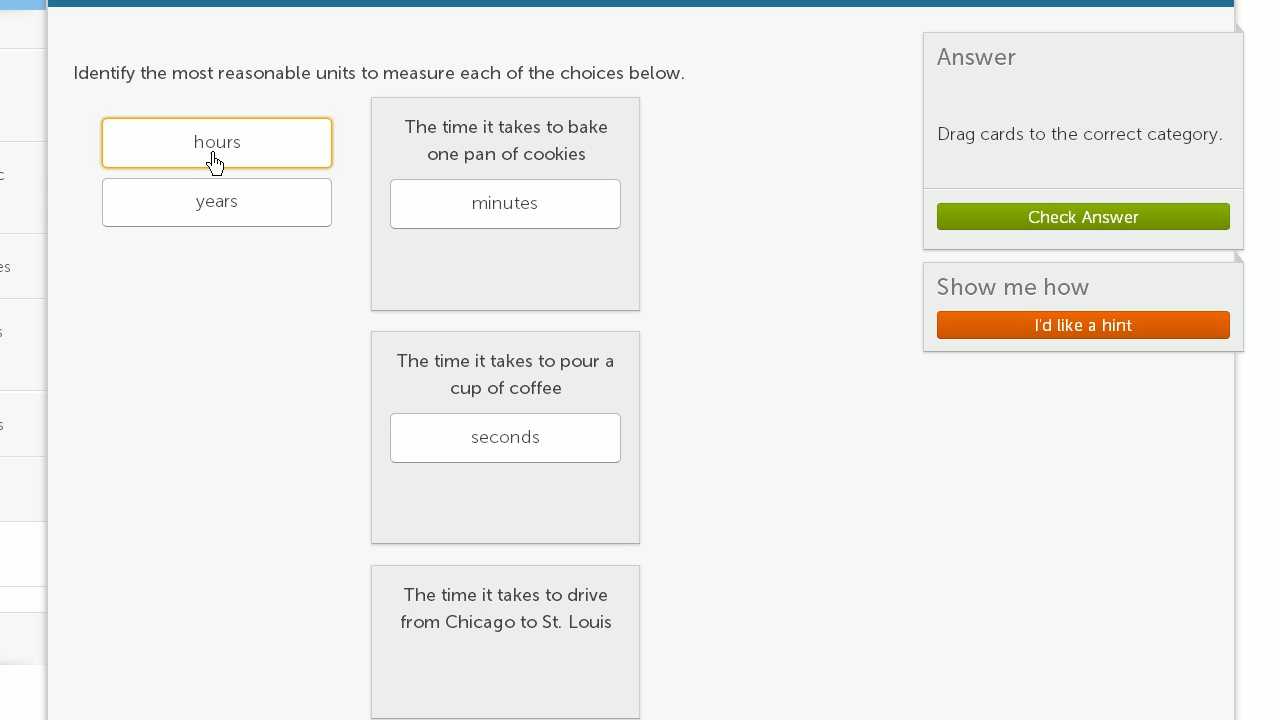 Identify the most reasonable units to measure each of the choices below.
hours
years
The time it takes to bake
one pan of cookies
minutes
The time it takes to pour a
cup of coffee
seconds
The time it takes to drive
from Chicago to St. Louis
Answer
Drag cards to the correct category.
Check Answer
Show me how
I'd like a hint